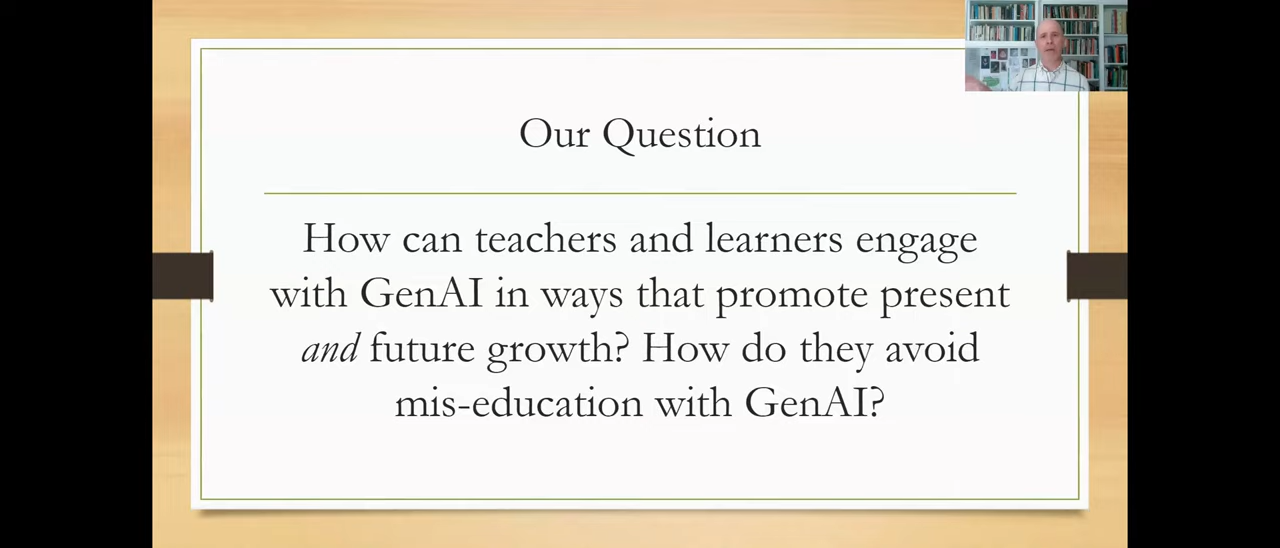 Our Question
How can teachers and learners engage
with GenAI in ways that promote present
and future growth? How do they avoid
mis-education with GenAI?